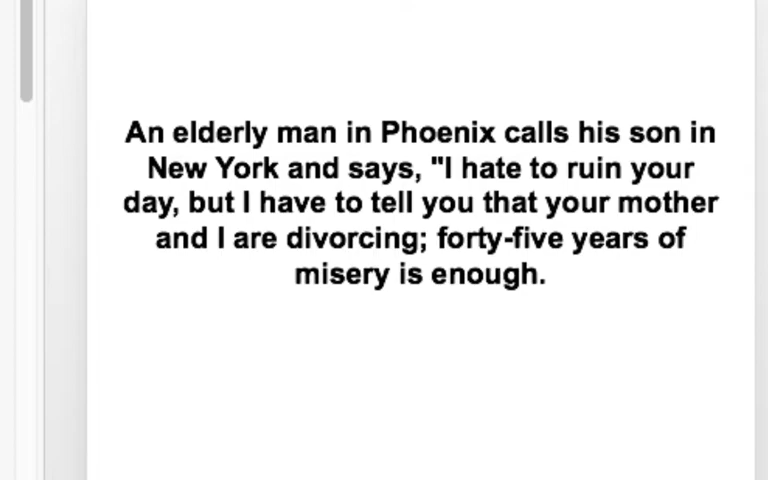 An elderly man in Phoenix calls his son in
New York and says, "I hate to ruin your
day, but I have to tell you that your mother
and I are divorcing; forty-five years of
misery is enough.